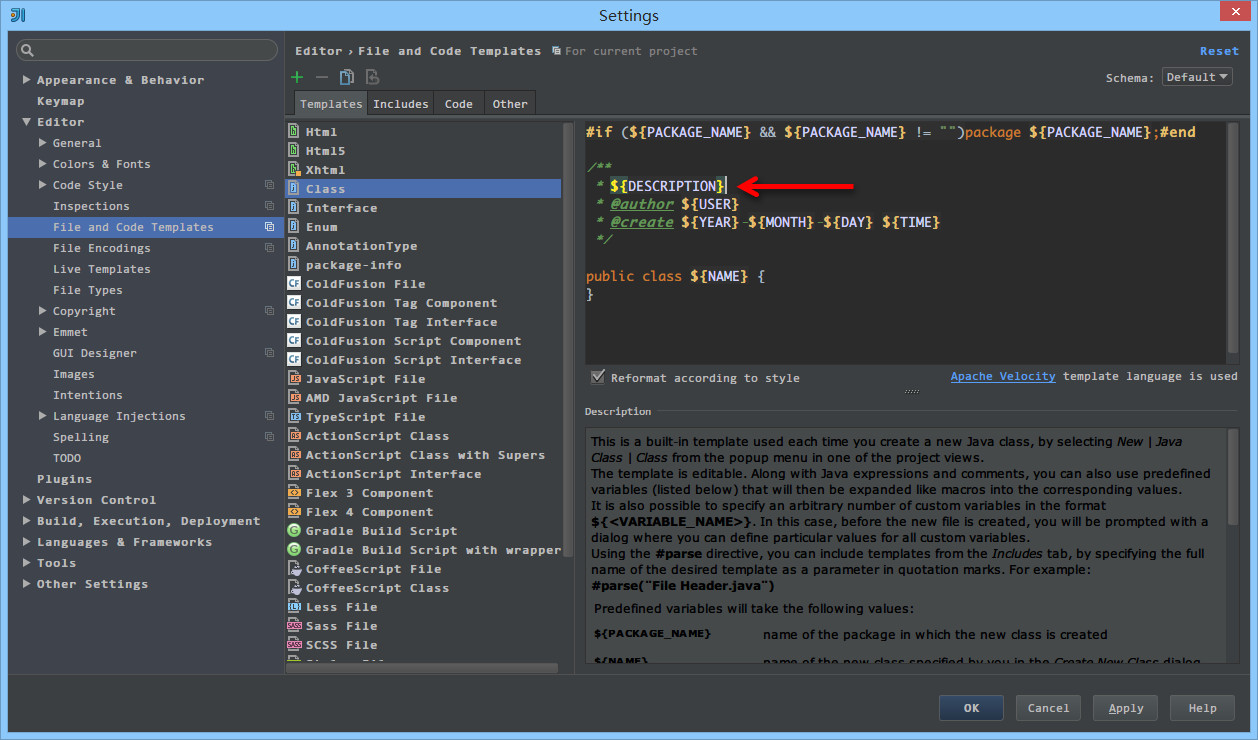 Settings
Editor › File and Code Templates For current project
Reset
Schema: Default
Appearance & Behavior
Keymap
Editor
General
Colors & Fonts
Code Style
Inspections
File and Code Templates
File Encodings
Live Templates
File Types
Copyright
Emmet
GUI Designer
Images
Intentions
Language Injections
Spelling
TODO
Plugins
Version Control
Build, Execution, Deployment
Languages & Frameworks
Tools
Other Settings
Templates Includes Code Other
Html
Html5
Xhtml
Class
Interface
Enum
AnnotationType
package-info
ColdFusion File
ColdFusion Tag Component
ColdFusion Tag Interface
ColdFusion Script Component
ColdFusion Script Interface
JavaScript File
AMD JavaScript File
TypeScript File
ActionScript Class
ActionScript Class with Supers
ActionScript Interface
Flex 3 Component
Flex 4 Component
Gradle Build Script
Gradle Build Script with wrapper
CoffeeScript File
CoffeeScript Class
Less File
Sass File
SCSS File
#if (${PACKAGE_NAME} && ${PACKAGE_NAME} != "")package ${PACKAGE_NAME};#end
/**
* ${DESCRIPTION}
* @author ${USER}
* @create ${YEAR}-${MONTH}-${DAY} ${TIME}
*/
public class ${NAME} {
}
Reformat according to style
Apache Velocity template language is used
Description
This is a built-in template used each time you create a new Java class, by selecting New | Java
Class | Class from the popup menu in one of the project views.
The template is editable. Along with Java expressions and comments, you can also use predefined
variables (listed below) that will then be expanded like macros into the corresponding values.
It is also possible to specify an arbitrary number of custom variables in the format
${<VARIABLE_NAME>}. In this case, before the new file is created, you will be prompted with a
dialog where you can define particular values for all custom variables.
Using the #parse directive, you can include templates from the Includes tab, by specifying the full
name of the desired template as a parameter in quotation marks. For example:
#parse("File Header.java")
Predefined variables will take the following values:
${PACKAGE_NAME} name of the package in which the new class is created
${NAME} name of the new class specified by you in the Create New Class dialog
OK Cancel Apply Help